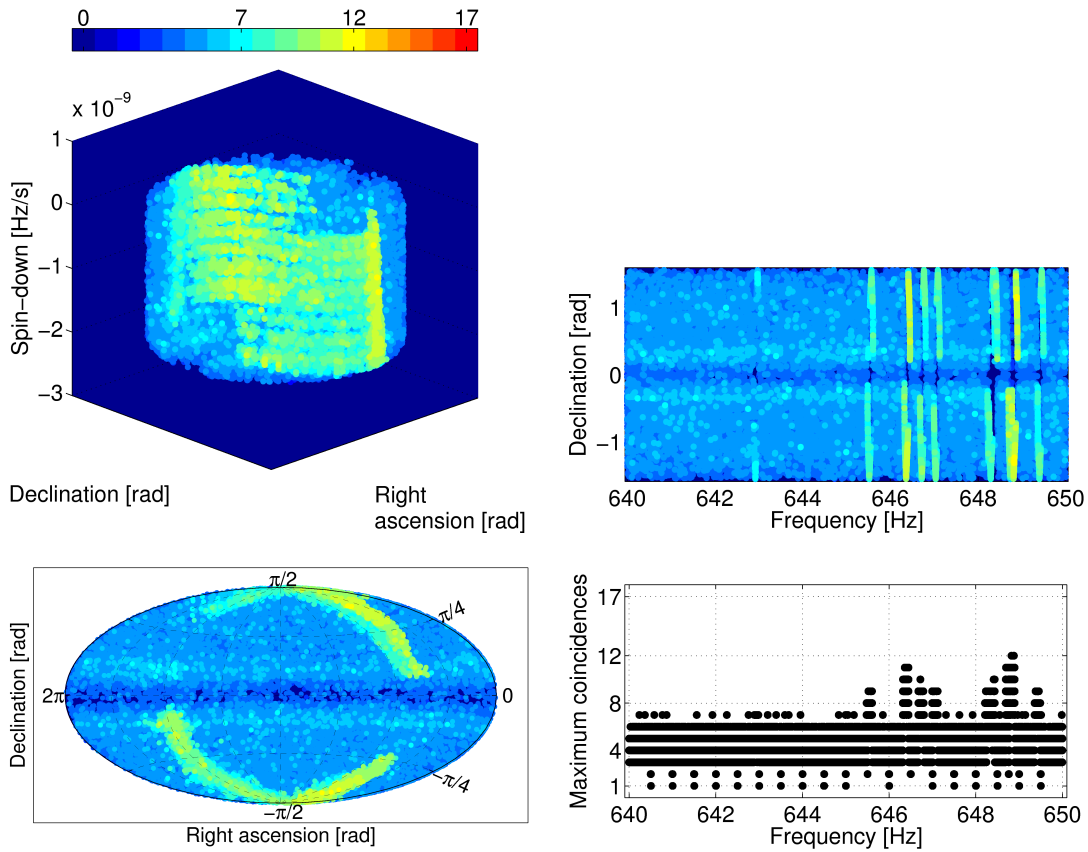 0 7 12 17
x 10−9
1
0
−1
−2
−3
Spin−down [Hz/s]
Declination [rad]
Right
ascension [rad]
1
0
−1
Declination [rad
640 642 644 646 648 650
Frequency [Hz]
π/2
π/4
2π
0
−π/4
−π/2
Declination [rad]
Right ascension [rad]
17
12
8
4
1
Maximum coincidences
640 642 644 646 648 650
Frequency [Hz]